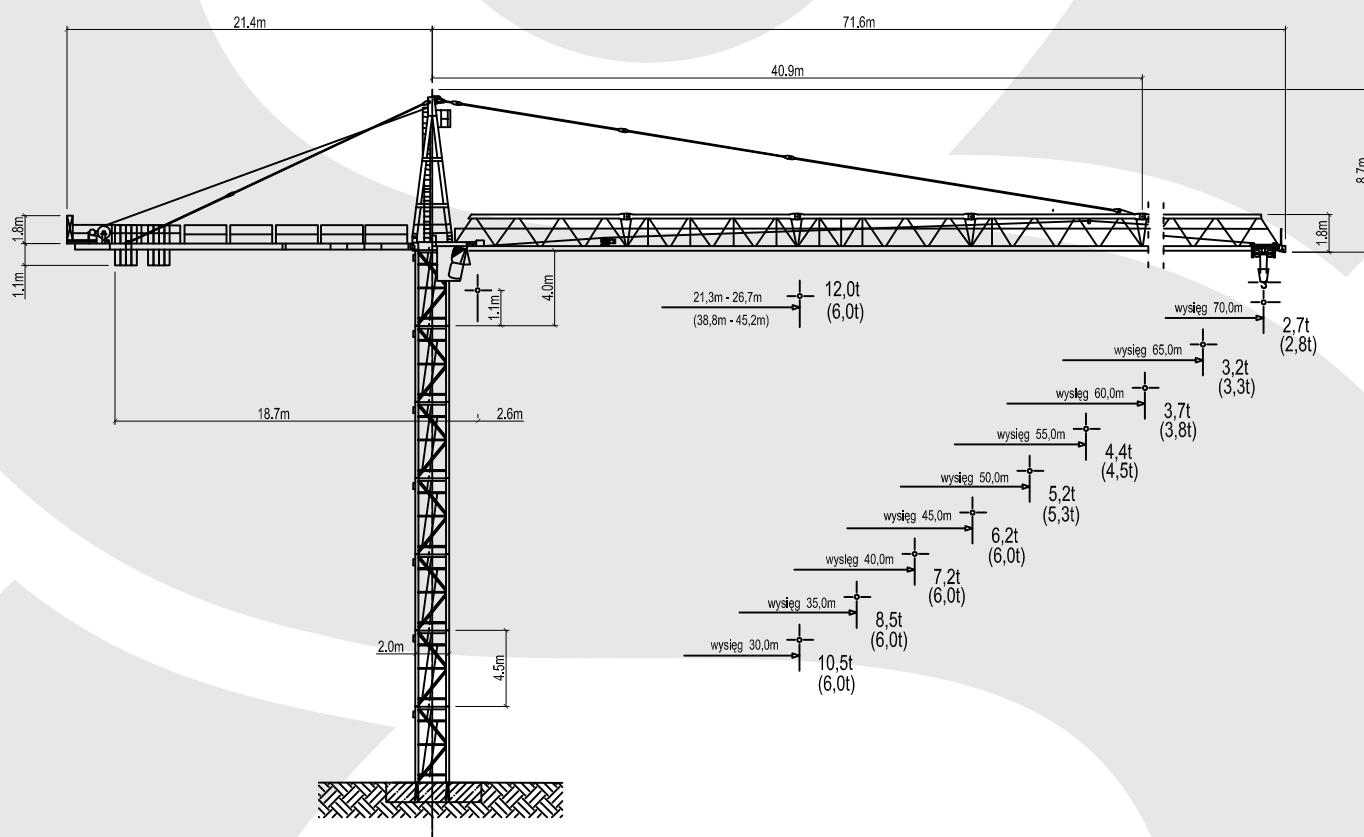 21.4m
71.6m
40.9m
8.7m
1.8m
1.1m
1.8m
4.0m
1.1m
21,3m - 26,7m
(38,8m - 45,2m)
12,0t
(6,0t)
wysięg 70,0m
2,7t
(2,8t)
wysięg 65,0m
3,2t
(3,3t)
wysięg 60,0m
3,7t
(3,8t)
18.7m
2.6m
wysięg 55,0m
4,4t
(4,5t)
wysięg 50,0m
5,2t
(5,3t)
wysięg 45,0m
6,2t
(6,0t)
wysięg 40,0m
7,2t
(6,0t)
wysięg 35,0m
8,5t
(6,0t)
2.0m
4.5m
wysięg 30,0m
10,5t
(6,0t)